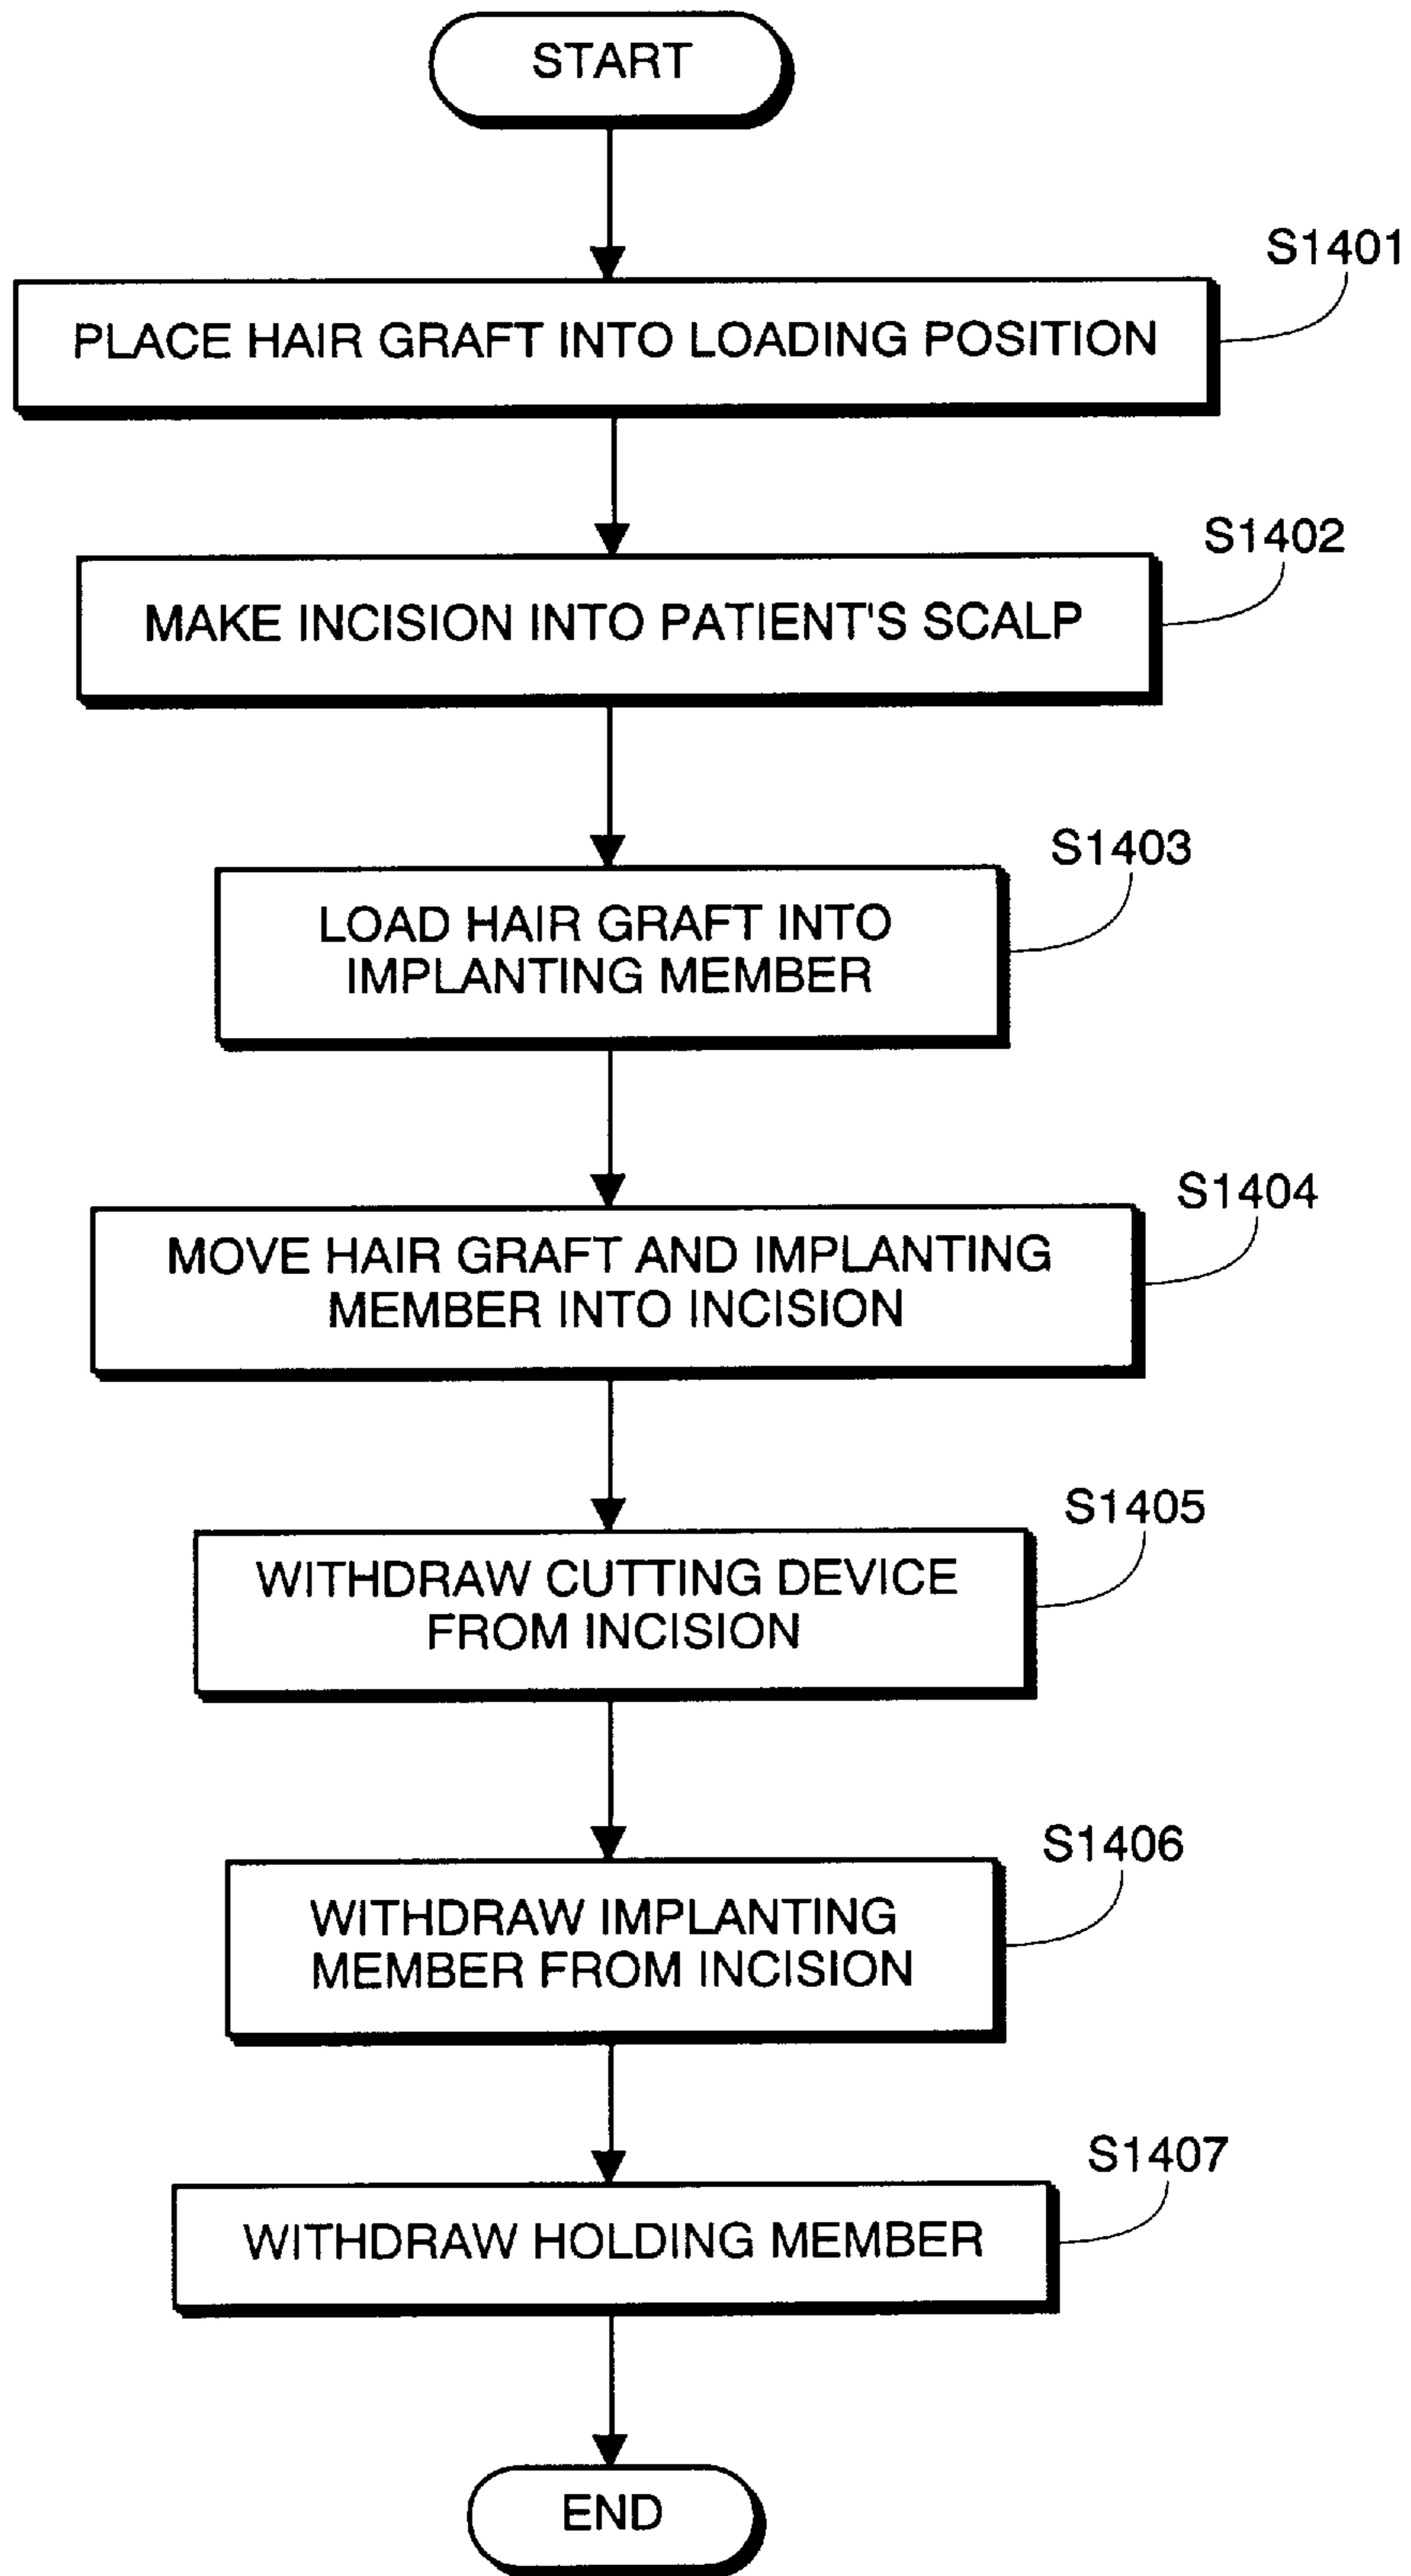 START
S1401
PLACE HAIR GRAFT INTO LOADING POSITION
S1402
MAKE INCISION INTO PATIENT'S SCALP
S1403
LOAD HAIR GRAFT INTO
IMPLANTING MEMBER
S1404
MOVE HAIR GRAFT AND IMPLANTING
MEMBER INTO INCISION
S1405
WITHDRAW CUTTING DEVICE
FROM INCISION
S1406
WITHDRAW IMPLANTING
MEMBER FROM INCISION
S1407
WITHDRAW HOLDING MEMBER
END